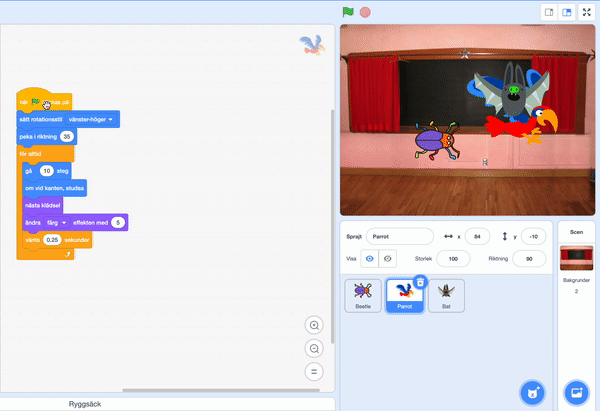 när
as på
sätt rotationsstil vänster-höger
peka i riktning 35
för alltid
gå 10 steg
om vid kanten, studsa
nästa klädsel
ändra färg effekten med 5
vänta 0.25 sekunder
Ryggsäck
Sprajt Parrot x 84 y -10
Visa Storlek 100 Riktning 90
Beetle
Parrot
Bat
Scen
Bakgrunder
2